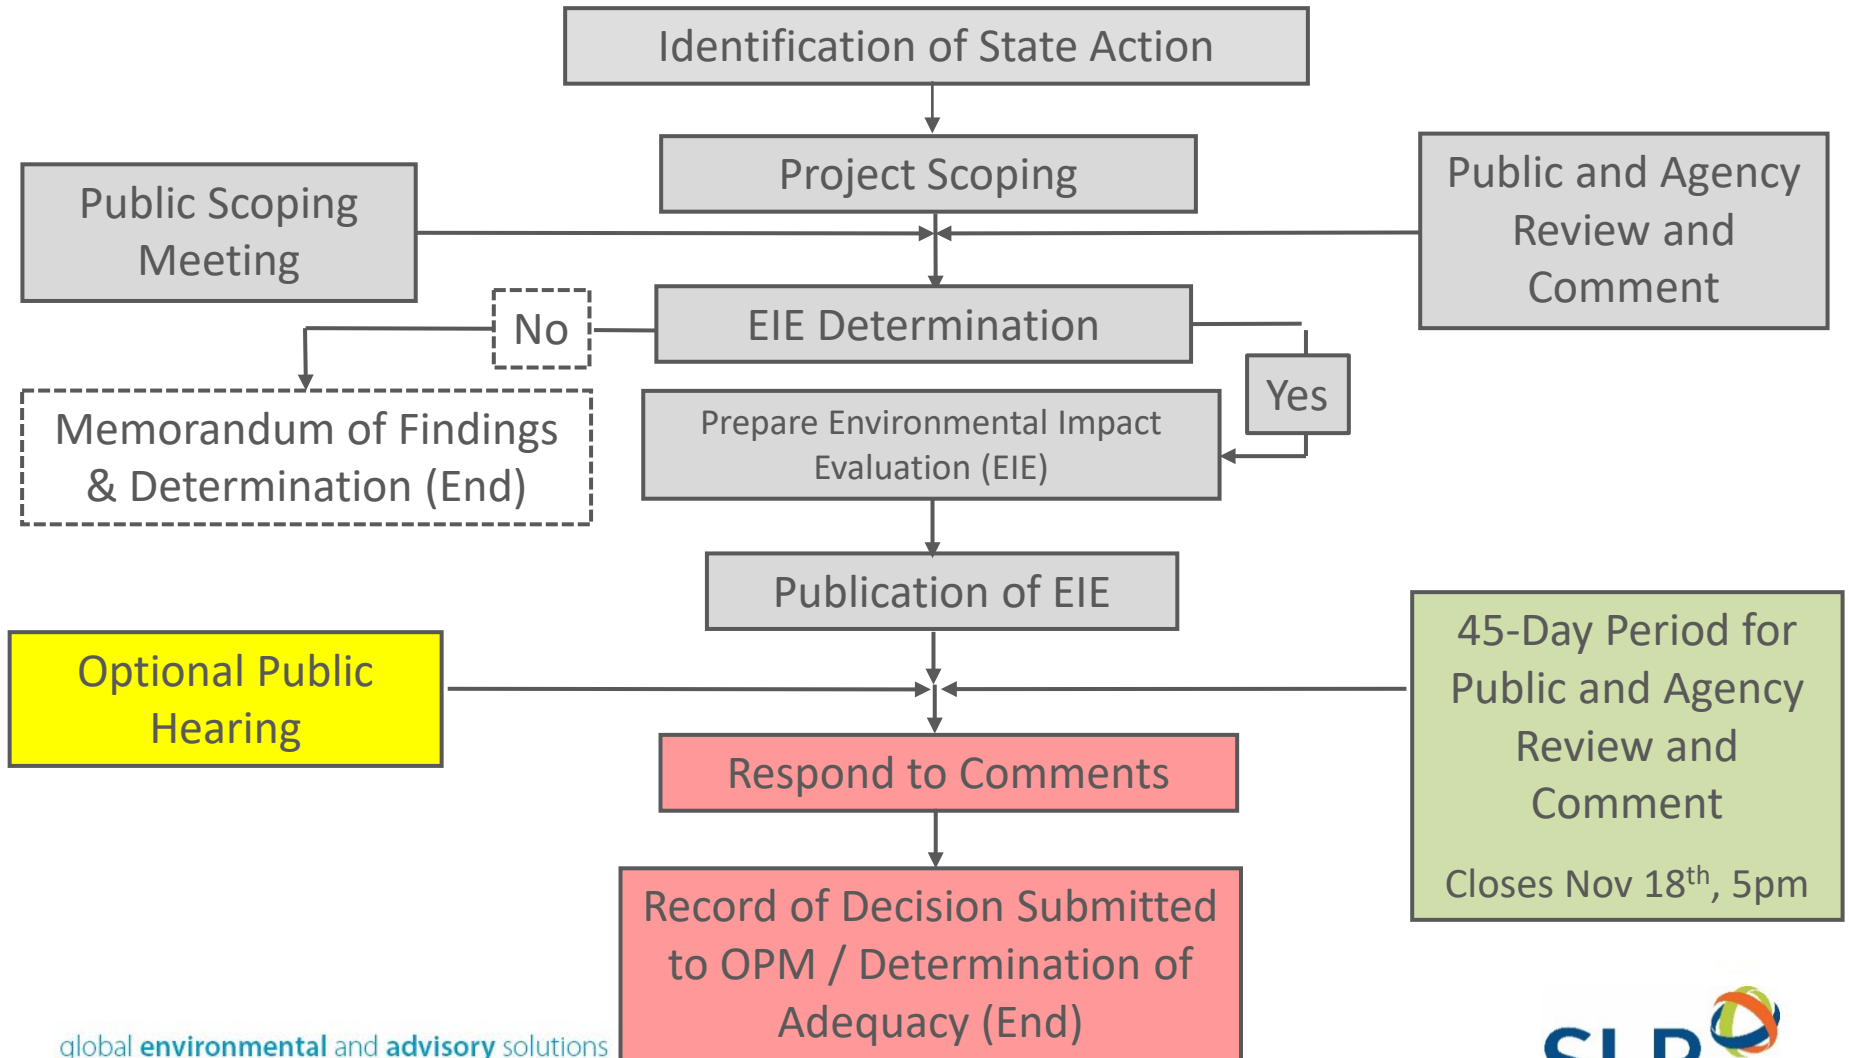 Identification of State Action
Project Scoping
Public Scoping
Meeting
Public and Agency
Review and
Comment
No
EIE Determination
Yes
Memorandum of Findings
& Determination (End)
Prepare Environmental Impact
Evaluation (EIE)
Publication of EIE
Optional Public
Hearing
45-Day Period for
Public and Agency
Review and
Comment
Closes Nov 18th, 5pm
Respond to Comments
Record of Decision Submitted
to OPM / Determination of
Adequacy (End)
global environmental and advisory solutions
SLR